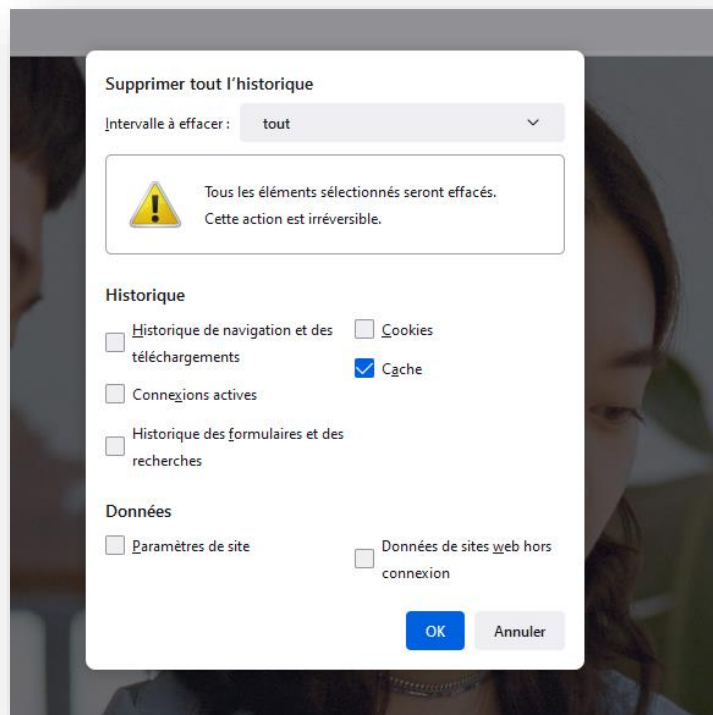 Supprimer tout l’historique
Intervalle à effacer : tout
Tous les éléments sélectionnés seront effacés.
Cette action est irréversible.
Historique
Historique de navigation et des
téléchargements
Cookies
Cache
Connexions actives
Historique des formulaires et des
recherches
Données
Paramètres de site
Données de sites web hors
connexion
OK Annuler